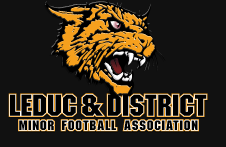 LEDUC & DISTRICT
MINOR FOOTBALL ASSOCIATION